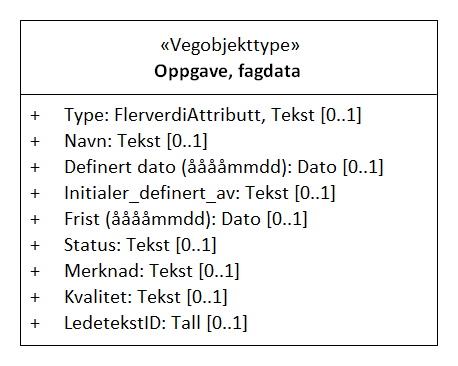 «Vegobjekttype»
Oppgave, fagdata
+ Type: FlerverdiAttributt, Tekst [0..1]
+ Navn: Tekst [0..1]
+ Definert dato (ååååmmdd): Dato [0..1]
+ Initialer_definert_av: Tekst [0..1]
+ Frist (ååååmmdd): Dato [0..1]
+ Status: Tekst [0..1]
+ Merknad: Tekst [0..1]
+ Kvalitet: Tekst [0..1]
+ LedetekstID: Tall [0..1]